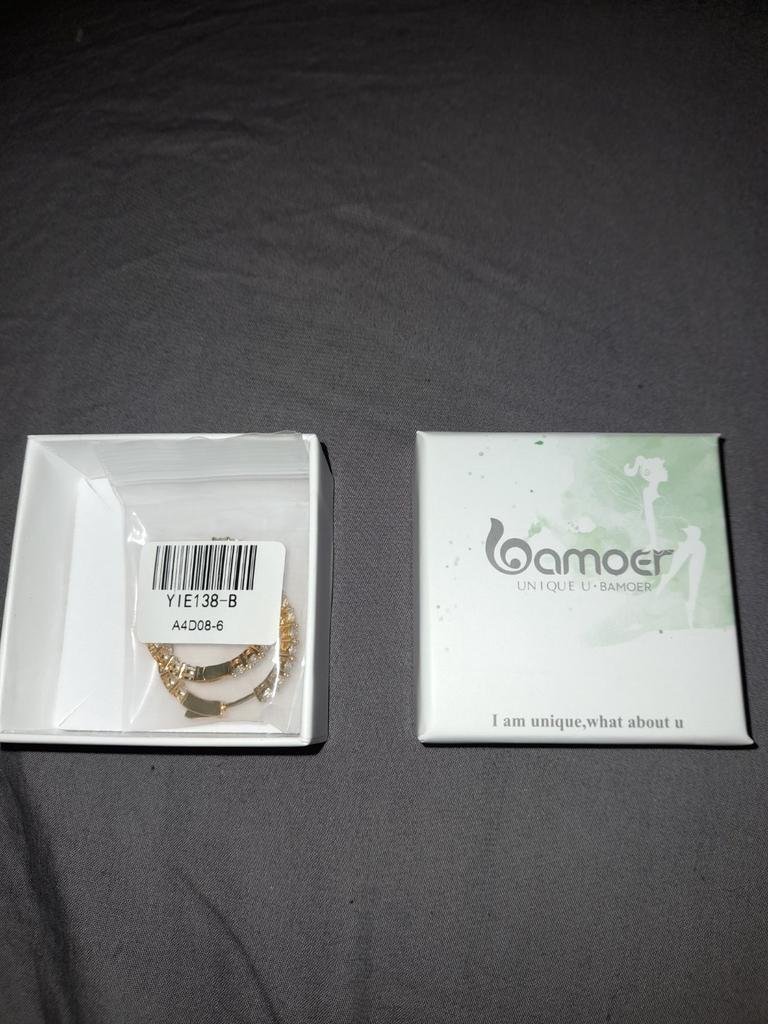 YIE138-B
A4D08-6
bamoer
UNIQUE U·BAMOER
I am unique,what about u